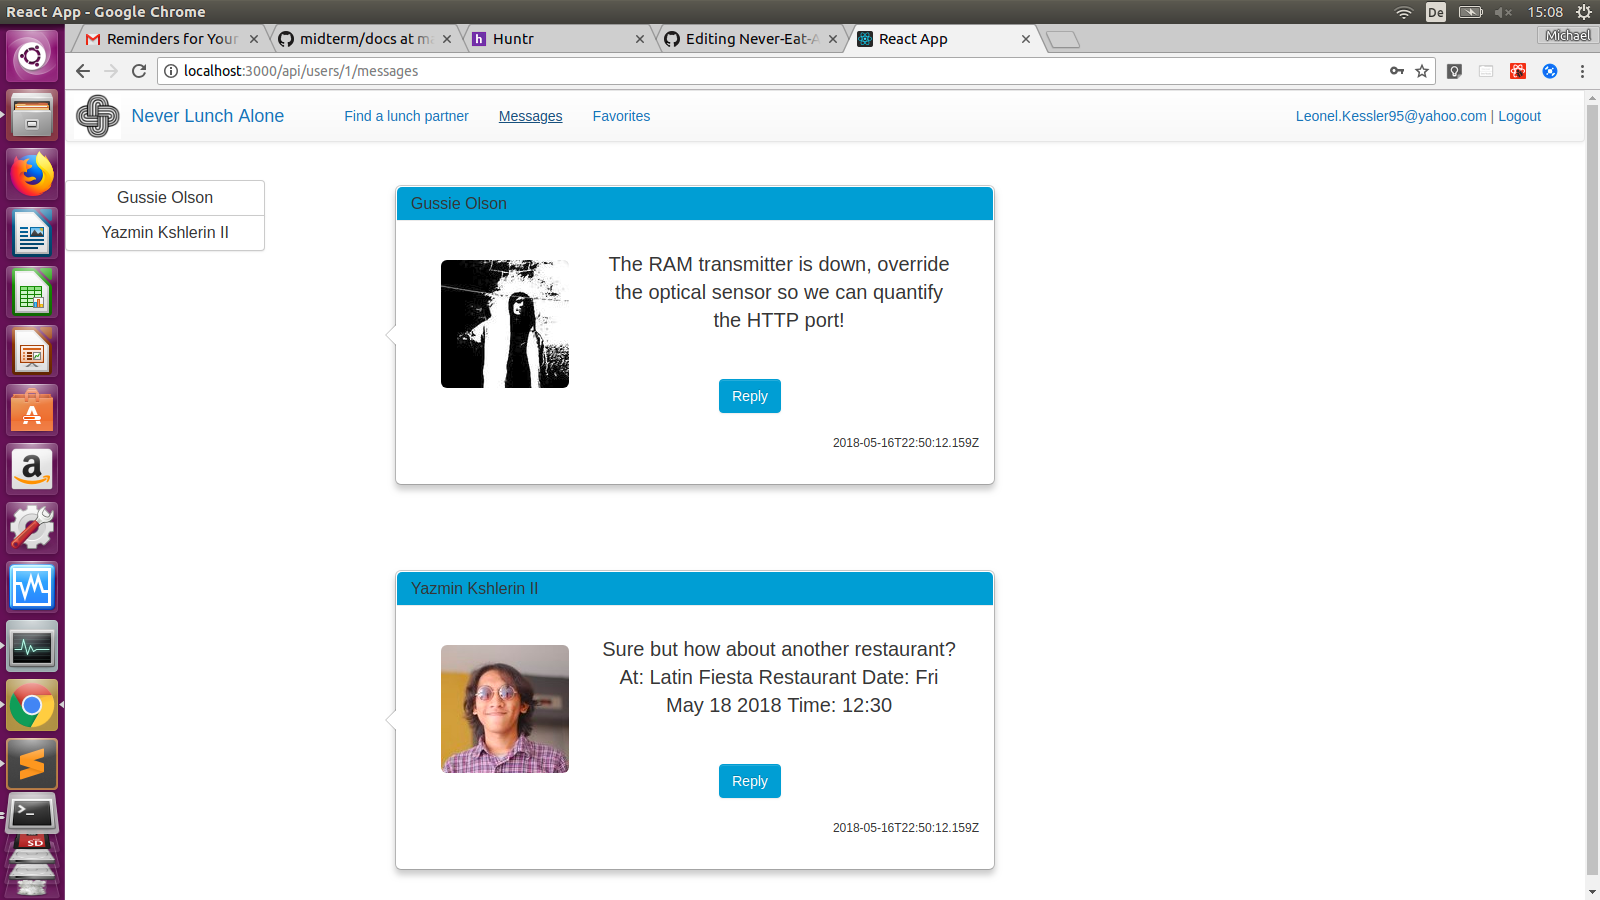 React App - Google Chrome
De
15:08
Reminders for Your
midterm/docs at ma
Huntr
Editing Never-Eat-A
React App
Michael
localhost:3000/api/users/1/messages
Never Lunch Alone
Find a lunch partner
Messages
Favorites
Leonel.Kessler95@yahoo.com | Logout
Gussie Olson
Yazmin Kshlerin II
Gussie Olson
The RAM transmitter is down, override
the optical sensor so we can quantify
the HTTP port!
Reply
2018-05-16T22:50:12.159Z
Yazmin Kshlerin II
Sure but how about another restaurant?
At: Latin Fiesta Restaurant Date: Fri
May 18 2018 Time: 12:30
Reply
2018-05-16T22:50:12.159Z